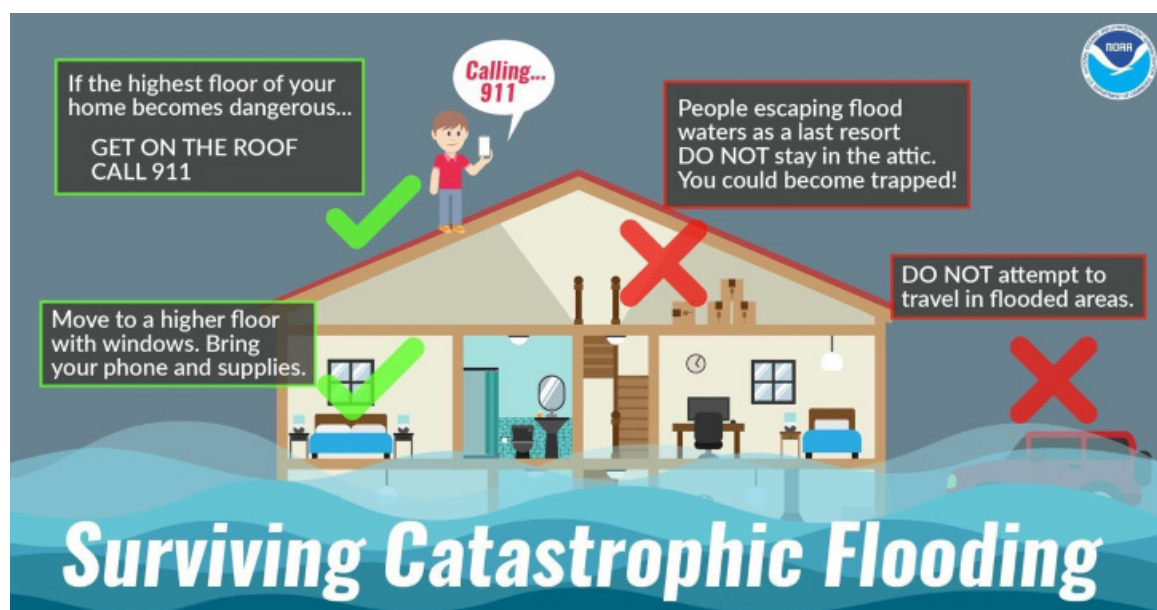 If the highest floor of your
home becomes dangerous...
GET ON THE ROOF
CALL 911
Calling...
911
People escaping flood
waters as a last resort
DO NOT stay in the attic.
You could become trapped!
NOAA
DO NOT attempt to
travel in flooded areas.
Move to a higher floor
with windows. Bring
your phone and supplies.
Surviving Catastrophic Flooding